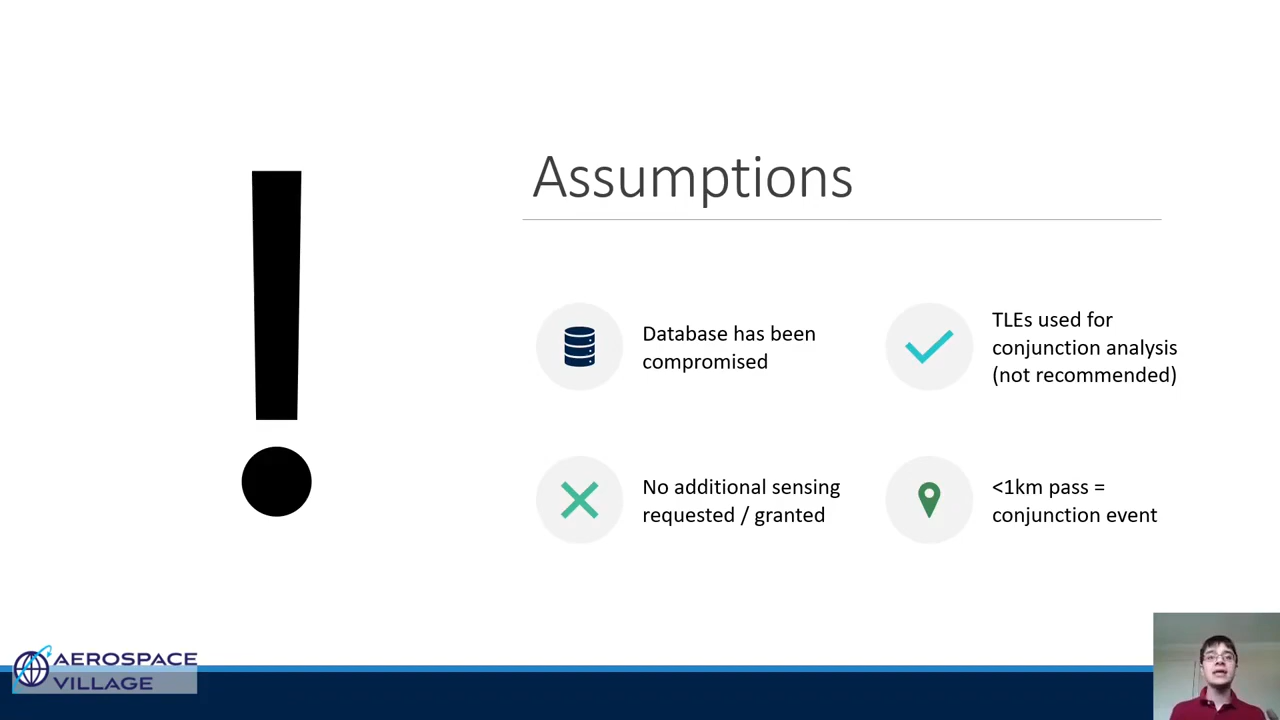 Assumptions
Database has been
compromised
TLEs used for
conjunction analysis
(not recommended)
No additional sensing
requested / granted
<1km pass =
conjunction event
AEROSPACE
VILLAGE